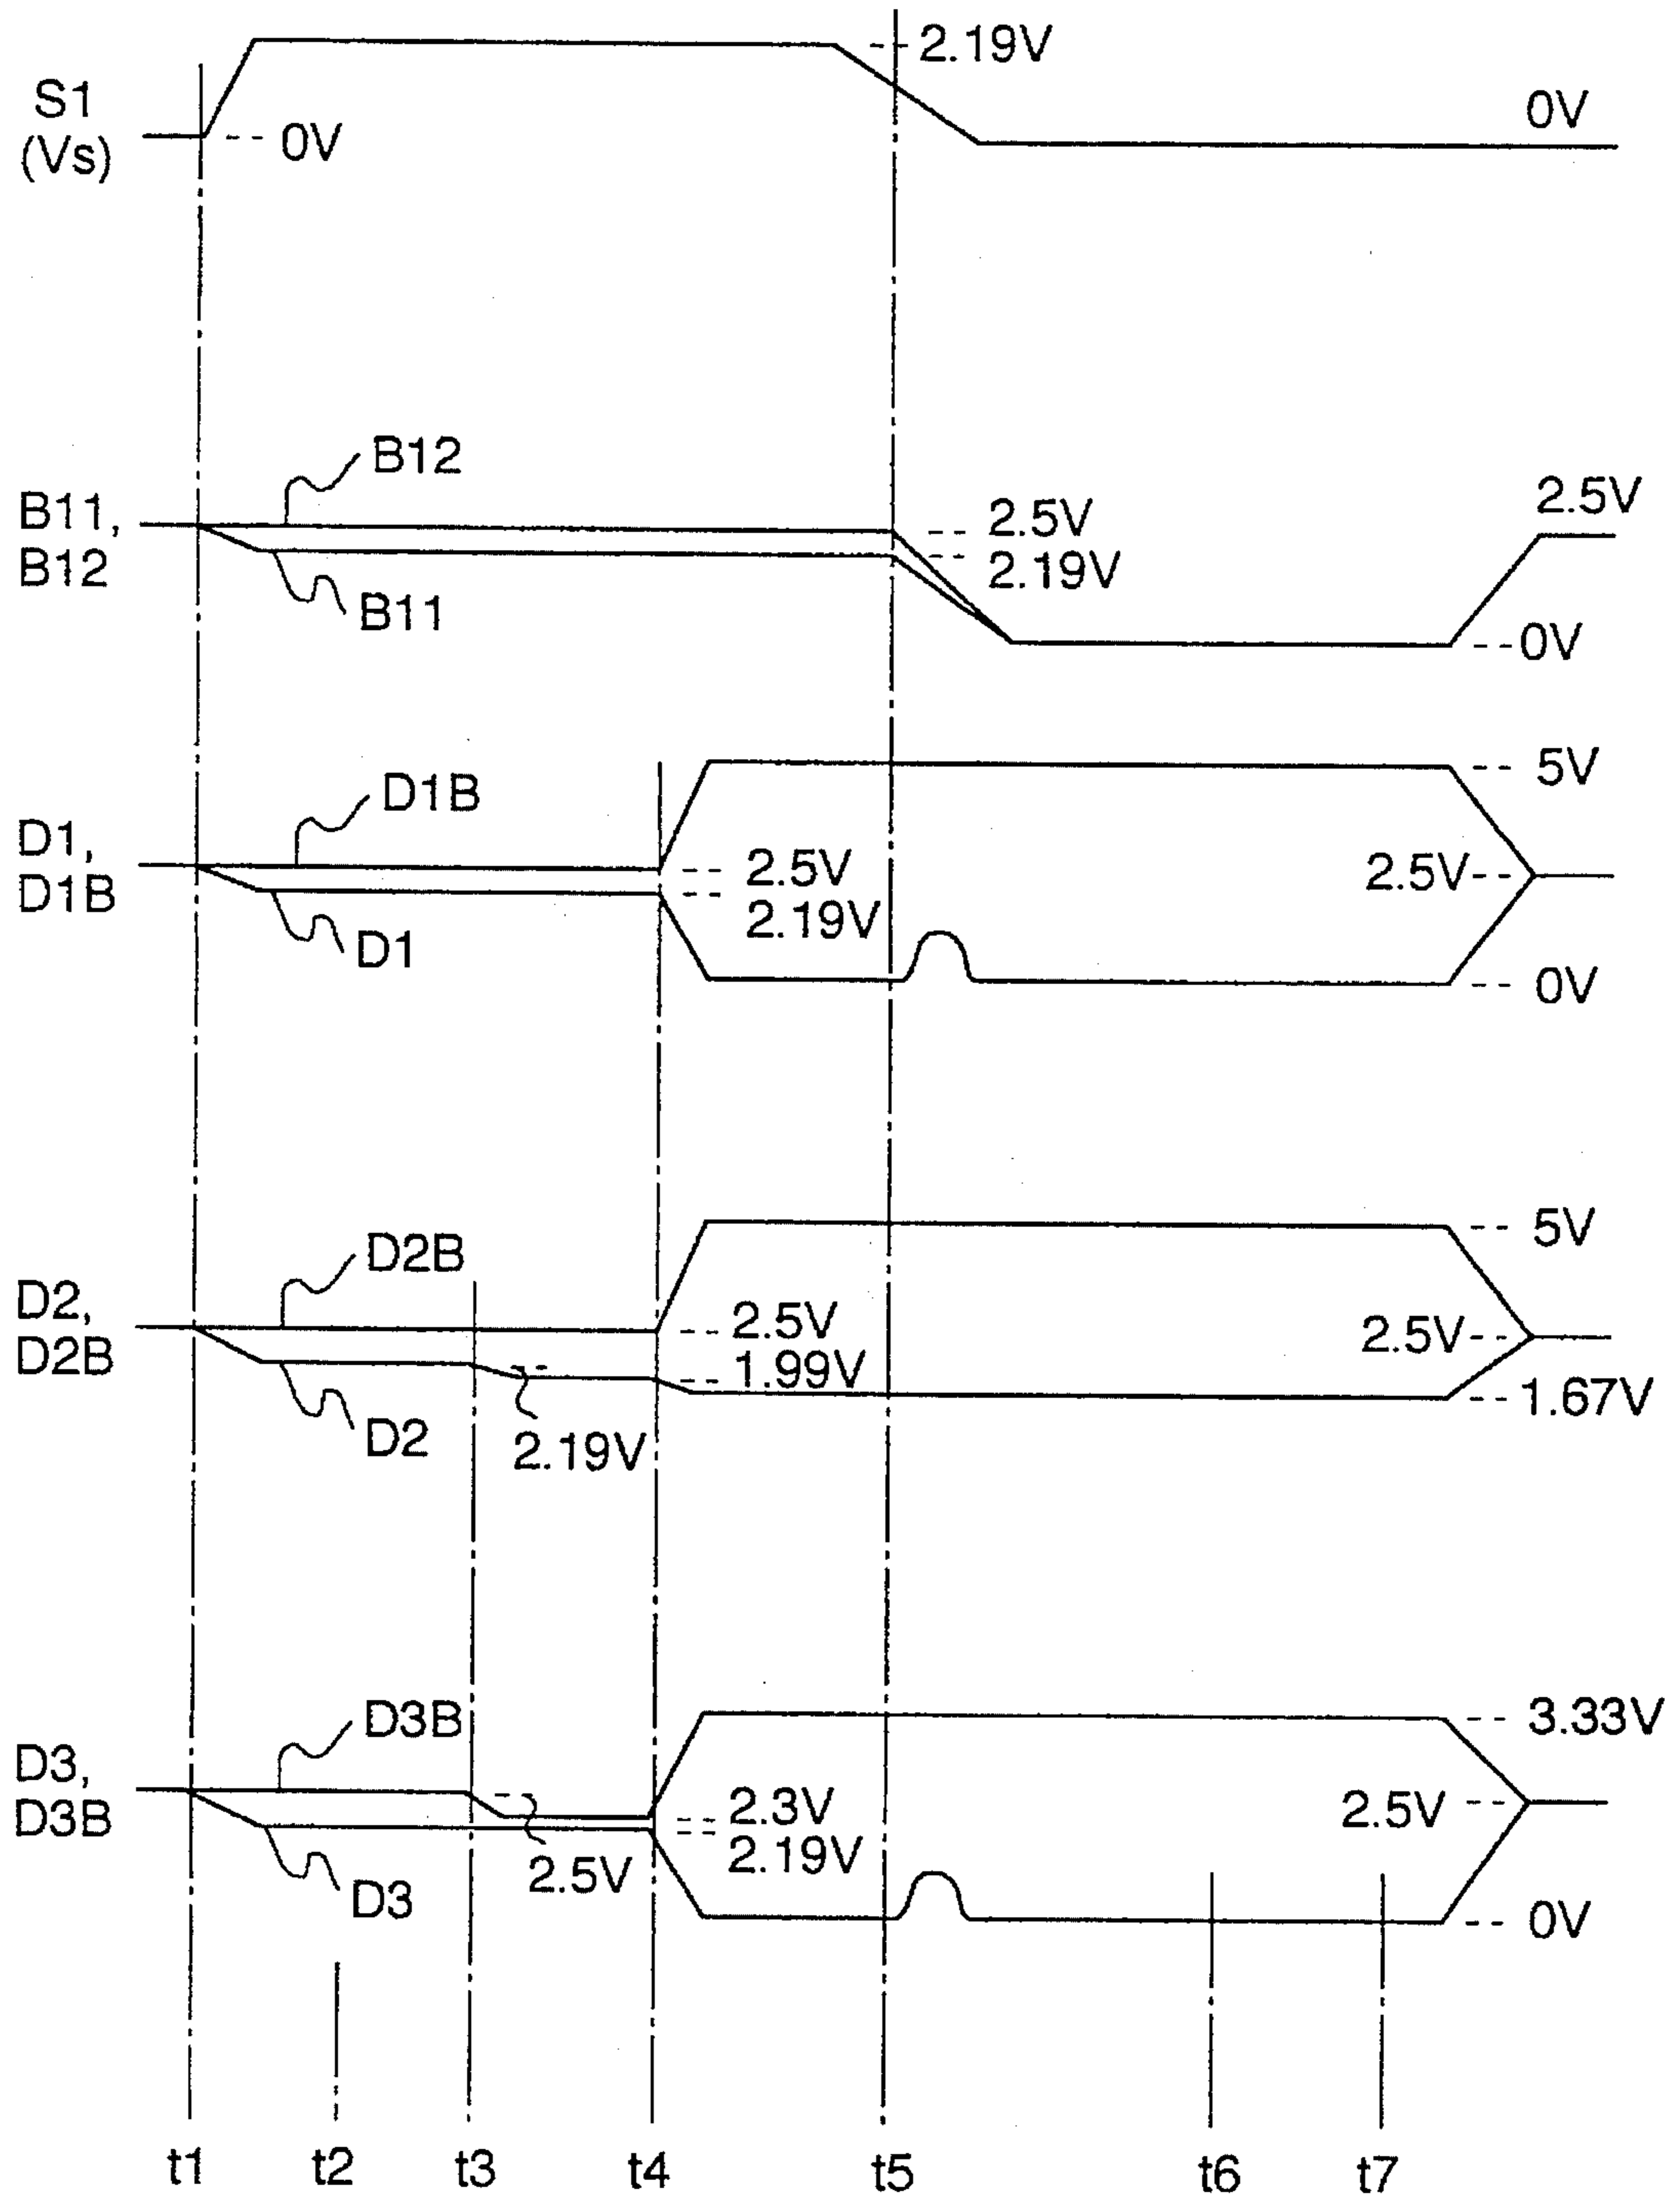 S1
(Vs)
0V
2.19V
0V
B11,
B12
B12
B11
2.5V
2.19V
2.5V
0V
D1,
D1B
D1B
D1
2.5V
2.19V
5V
2.5V
0V
D2,
D2B
D2B
D2
2.19V
2.5V
1.99V
5V
2.5V
1.67V
D3,
D3B
D3B
D3
2.5V
2.3V
2.19V
3.33V
2.5V
0V
t1 t2 t3 t4 t5 t6 t7